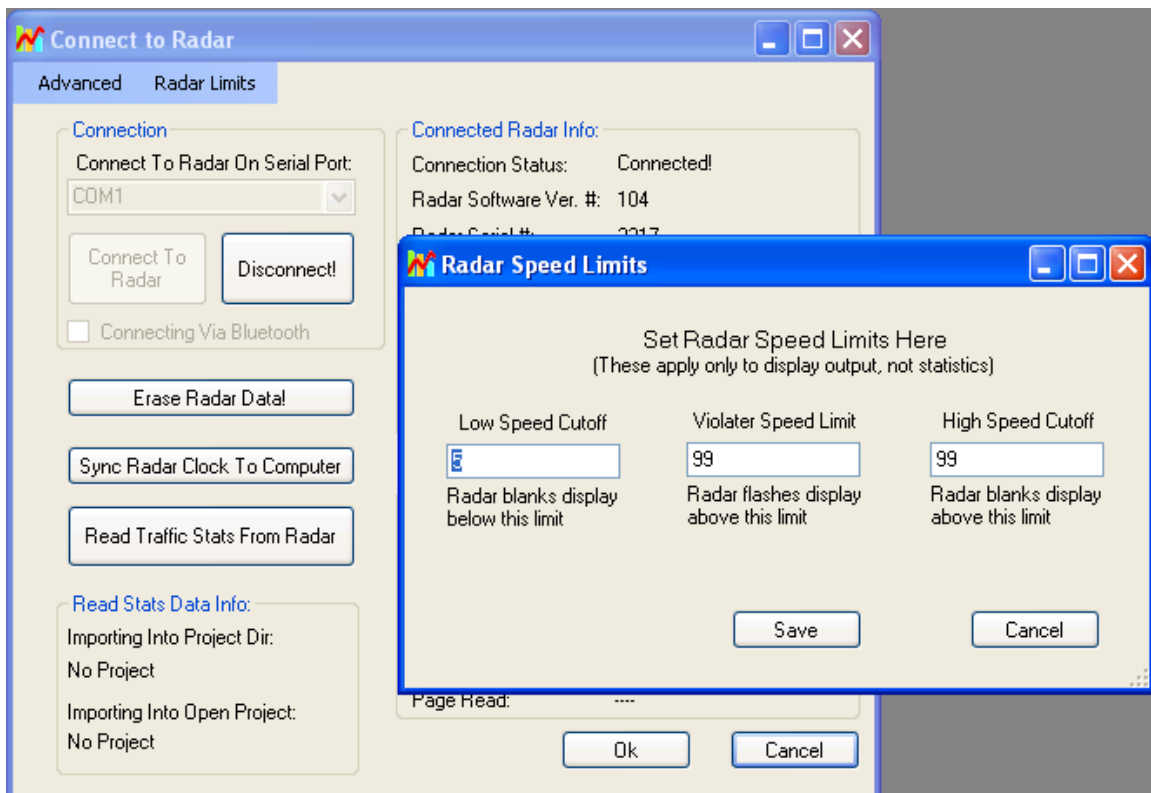 Connect to Radar
Advanced Radar Limits
Connection
Connect To Radar On Serial Port:
COM1
Connect To Radar
Disconnect!
Connecting Via Bluetooth
Erase Radar Data!
Sync Radar Clock To Computer
Read Traffic Stats From Radar
Read Stats Data Info:
Importing Into Project Dir:
No Project
Importing Into Open Project:
No Project
Connected Radar Info:
Connection Status: Connected!
Radar Software Ver. #: 104
Radar Serial #:
Radar Speed Limits
Set Radar Speed Limits Here
(These apply only to display output, not statistics)
Low Speed Cutoff
5
Radar blanks display
below this limit
Violater Speed Limit
99
Radar flashes display
above this limit
High Speed Cutoff
99
Radar blanks display
above this limit
Save Cancel
Page Read: ----
Ok Cancel